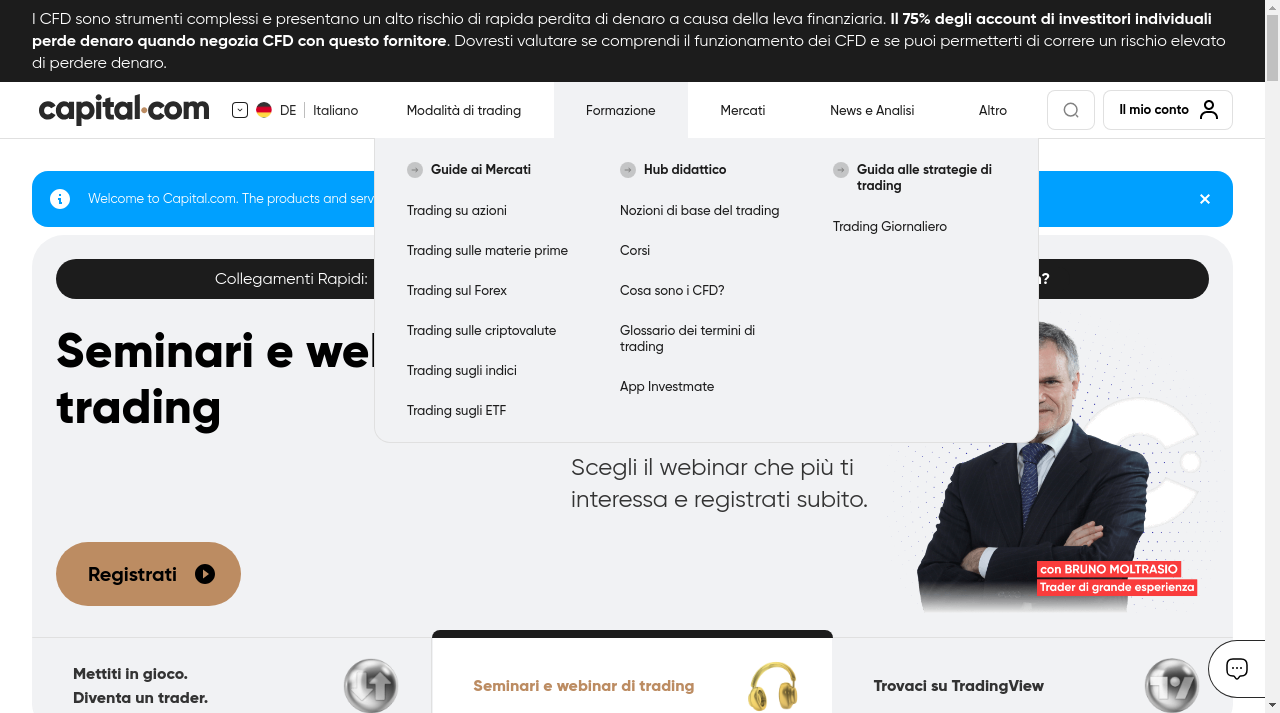 I CFD sono strumenti complessi e presentano un alto rischio di rapida perdita di denaro a causa della leva finanziaria. Il 75% degli account di investitori individuali
perde denaro quando negozia CFD con questo fornitore. Dovresti valutare se comprendi il funzionamento dei CFD e se puoi permetterti di correre un rischio elevato
di perdere denaro.
capital.com DE Italiano Modalità di trading Formazione Mercati News e Analisi Altro Il mio conto
Guide ai Mercati
Trading su azioni
Trading sulle materie prime
Trading sul Forex
Trading sulle criptovalute
Trading sugli indici
Trading sugli ETF
Hub didattico
Nozioni di base del trading
Corsi
Cosa sono i CFD?
Glossario dei termini di
trading
App Investmate
Guida alle strategie di
trading
Trading Giornaliero
Welcome to Capital.com. The products and serv
Collegamenti Rapidi:
Seminari e web
trading
Scegli il webinar che più ti
interessa e registrati subito.
Registrati
con BRUNO MOLTRASIO
Trader di grande esperienza
Mettiti in gioco.
Diventa un trader.
Seminari e webinar di trading
Trovaci su TradingView